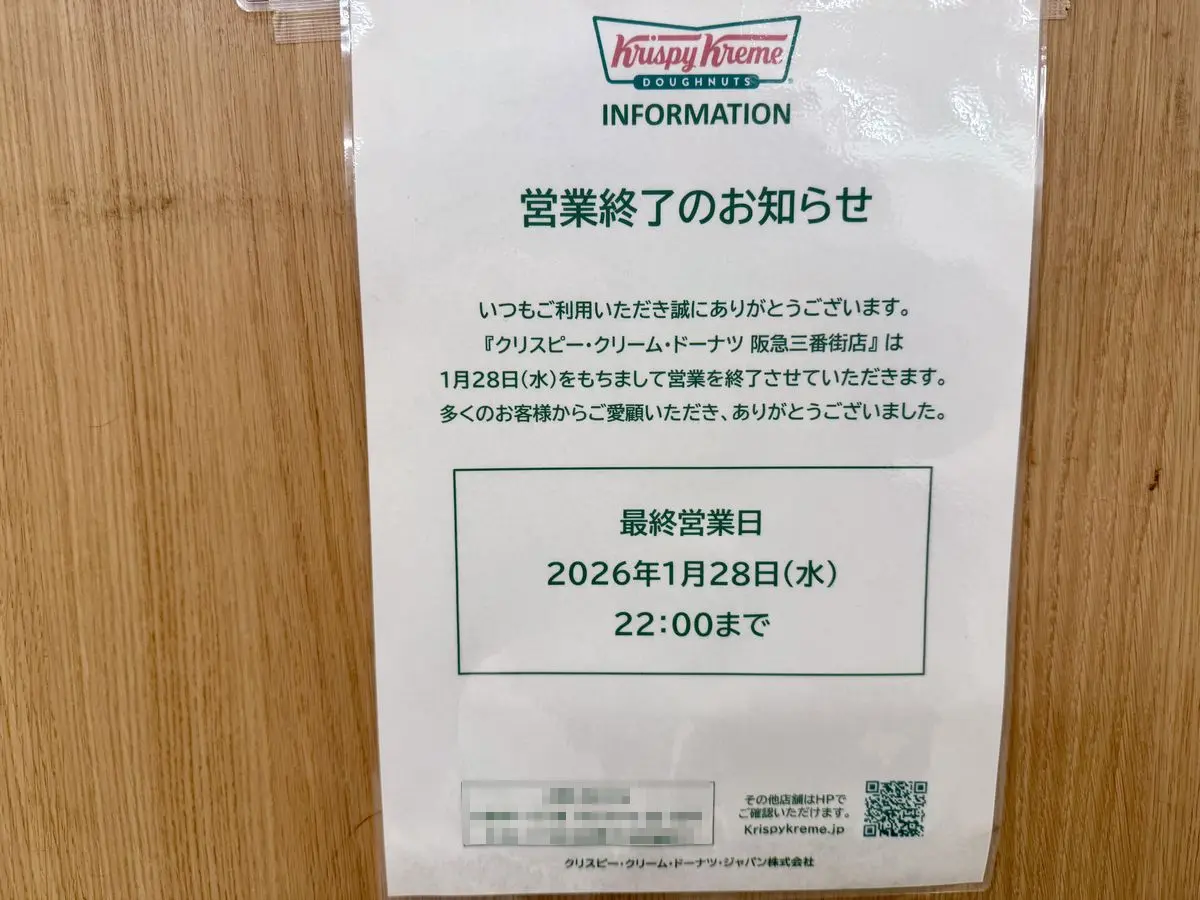 Krispy Kreme
DOUGHNUTS
INFORMATION
営業終了のお知らせ
いつもご利用いただき誠にありがとうございます。
『クリスピー・クリーム・ドーナツ 阪急三番街店』は
1月28日(水)をもちまして営業を終了させていただきます。
多くのお客様からご愛顧いただき、ありがとうございました。
最終営業日
2026年1月28日(水)
22:00まで
その他店舗はHPで
ご確認いただけます。
Krispykreme.jp
クリスピー・クリーム・ドーナツ・ジャパン株式会社